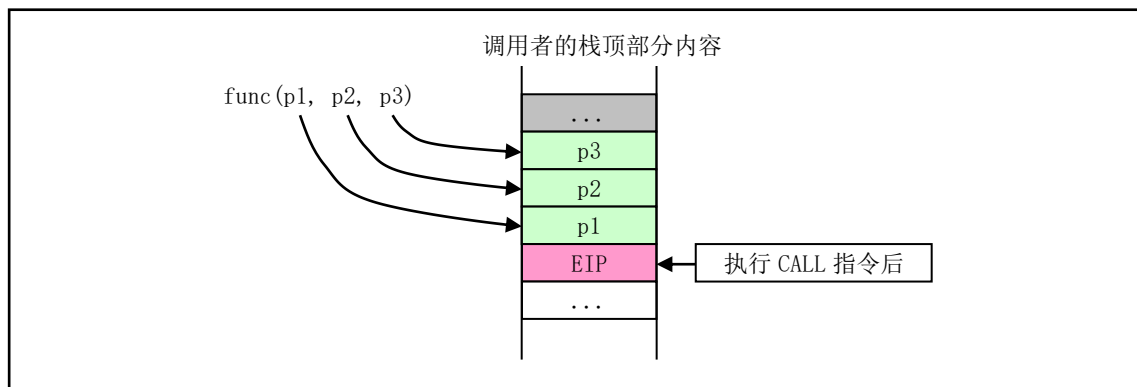 调用者的栈顶部分内容
func(p1, p2, p3)
...
p3
p2
p1
EIP
执行 CALL 指令后
...